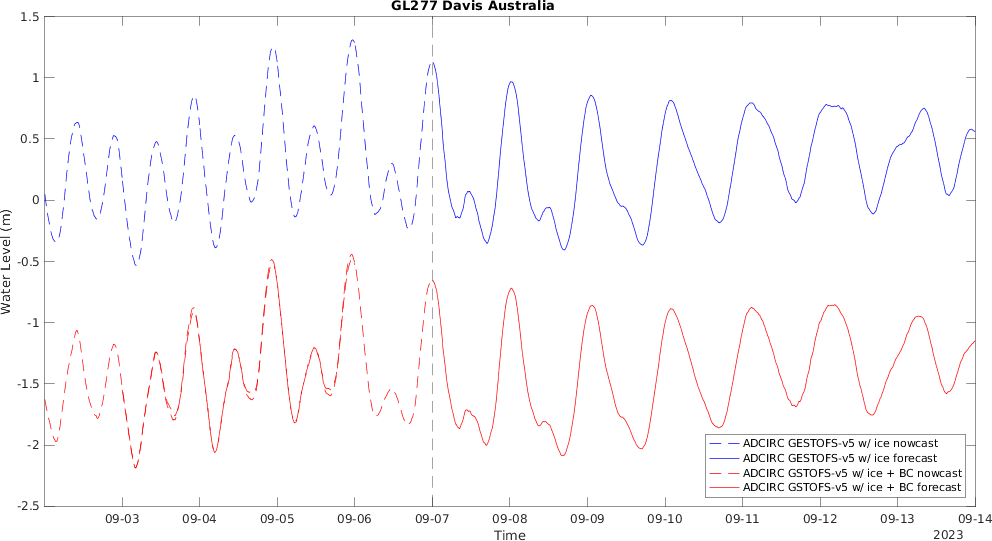 GL277 Davis Australia
1.5
1
0.5
0
-0.5
-1
-1.5
-2
-2.5
Water Level (m)
ADCIRC GESTOFS-v5 w/ ice nowcast
ADCIRC GESTOFS-v5 w/ ice forecast
ADCIRC GSTOFS-v5 w/ ice + BC nowcast
ADCIRC GSTOFS-v5 w/ ice + BC forecast
09-03 09-04 09-05 09-06 09-07 09-08 09-09 09-10 09-11 09-12 09-13 09-14
Time
2023